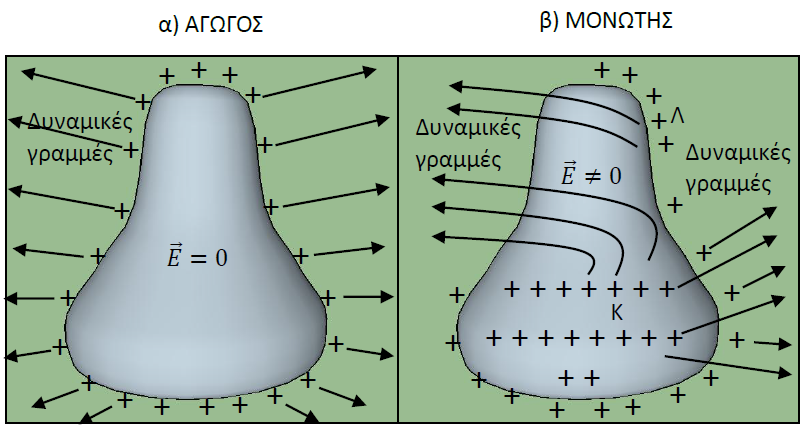 α) ΑΓΩΓΟΣ
Δυναμικές
γραμμές
E⃗ = 0
β) ΜΟΝΩΤΗΣ
Λ
Δυναμικές
γραμμές
Δυναμικές
γραμμές
E⃗ ≠ 0
+ + + + + + +
Κ
+ + + + + + + +
+ +